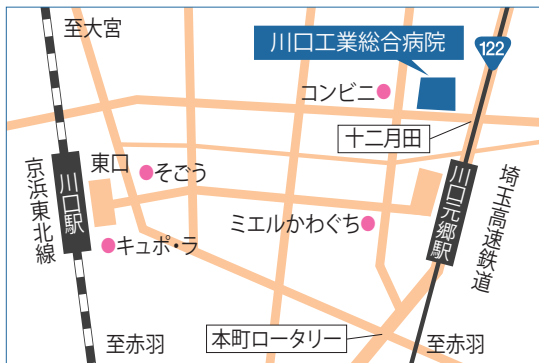 至大宮
川口工業総合病院
122
コンビニ
十二月田
京浜東北線
川口駅
東口
そごう
川口元郷駅
埼玉高速鉄道
ミエルかわぐち
キュポ・ラ
本町ロータリー
至赤羽
至赤羽